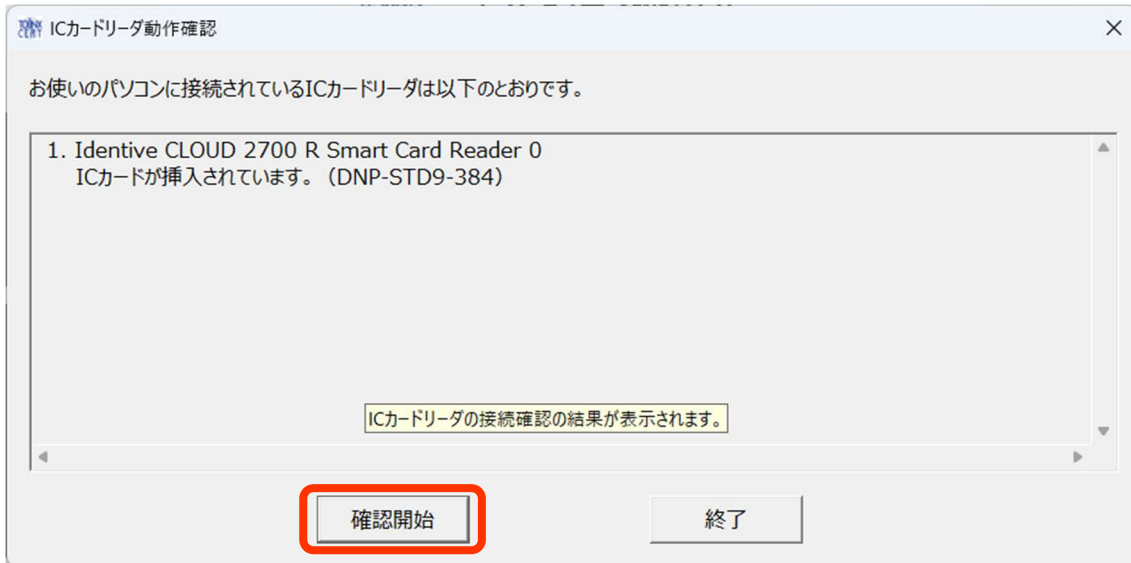 ICカードリーダ動作確認
お使いのパソコンに接続されているICカードリーダは以下のとおりです。
1. Identive CLOUD 2700 R Smart Card Reader 0
ICカードが挿入されています。（DNP-STD9-384）
ICカードリーダの接続確認の結果が表示されます。
確認開始
終了